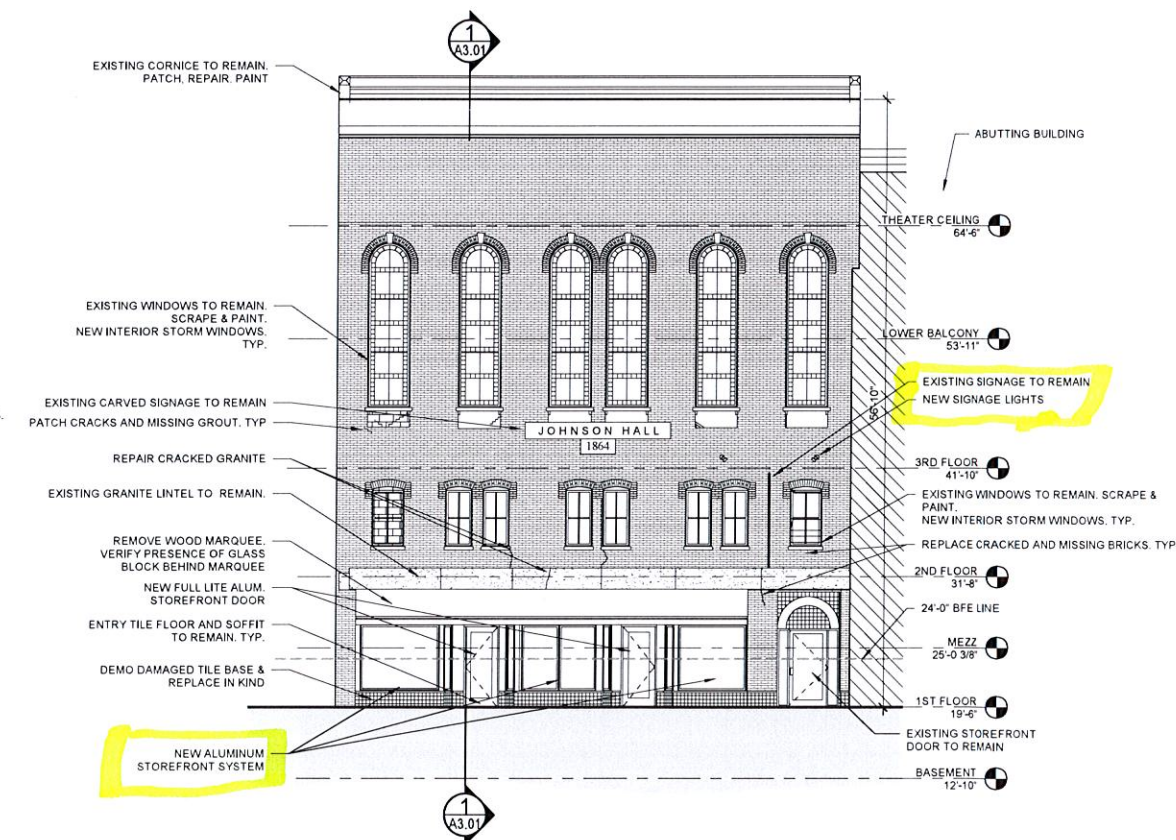 1
A3.01
EXISTING CORNICE TO REMAIN.
PATCH, REPAIR. PAINT
ABUTTING BUILDING
THEATER CEILING
64'-6"
EXISTING WINDOWS TO REMAIN.
SCRAPE & PAINT.
NEW INTERIOR STORM WINDOWS.
TYP.
LOWER BALCONY
53'-11"
EXISTING SIGNAGE TO REMAIN
NEW SIGNAGE LIGHTS
56'-10"
EXISTING CARVED SIGNAGE TO REMAIN
PATCH CRACKS AND MISSING GROUT. TYP
JOHNSON HALL
1864
REPAIR CRACKED GRANITE
3RD FLOOR
41'-10"
EXISTING GRANITE LINTEL TO REMAIN.
EXISTING WINDOWS TO REMAIN. SCRAPE &
PAINT.
NEW INTERIOR STORM WINDOWS. TYP.
REMOVE WOOD MARQUEE.
VERIFY PRESENCE OF GLASS
BLOCK BEHIND MARQUEE
REPLACE CRACKED AND MISSING BRICKS. TYP
2ND FLOOR
31'-8"
NEW FULL LITE ALUM.
STOREFRONT DOOR
24'-0" BFE LINE
ENTRY TILE FLOOR AND SOFFIT
TO REMAIN. TYP.
MEZZ
25'-0 3/8"
DEMO DAMAGED TILE BASE &
REPLACE IN KIND
1ST FLOOR
19'-6"
EXISTING STOREFRONT
DOOR TO REMAIN
NEW ALUMINUM
STOREFRONT SYSTEM
BASEMENT
12'-10"
1
A3.01